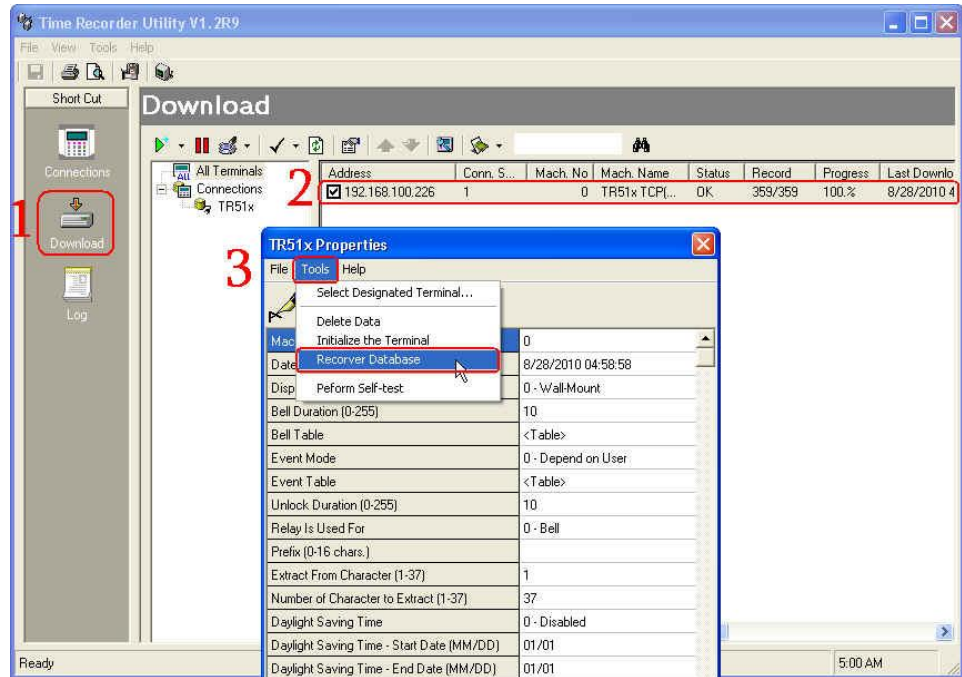 Time Recorder Utility V1.2R9
File View Tools Help
Short Cut
Download
Connections
Download
Log
1
All Terminals
Connections
TR51x
2
Address Conn. S... Mach. No Mach. Name Status Record Progress Last Downlo
192.168.100.226 1 0 TR51x TCP(... OK 359/359 100.% 8/28/2010 4
3
TR51x Properties
File Tools Help
Select Designated Terminal...
Delete Data
Initialize the Terminal
Recorver Database
Peform Self-test
Mac 0
Date 8/28/2010 04:58:58
Disp 0 - Wall-Mount
Bell Duration (0-255) 10
Bell Table <Table>
Event Mode 0 - Depend on User
Event Table <Table>
Unlock Duration (0-255) 10
Relay Is Used For 0 - Bell
Prefix (0-16 chars.)
Extract From Character (1-37) 1
Number of Character to Extract (1-37) 37
Daylight Saving Time 0 - Disabled
Daylight Saving Time - Start Date (MM/DD) 01/01
Daylight Saving Time - End Date (MM/DD) 01/01
Ready 5:00 AM